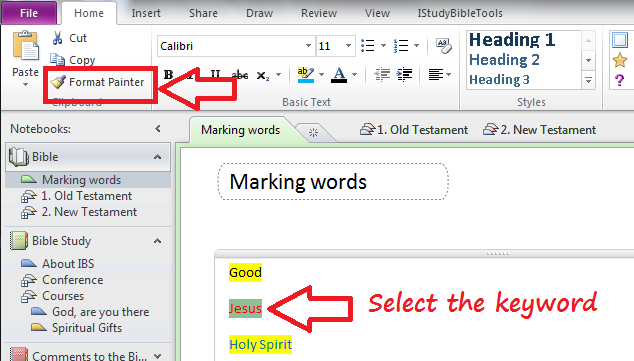 File Home Insert Share Draw Review View IStudyBibleTools
Cut
Copy
Format Painter
Paste
Clipboard
Calibri 11
B U abc x₂ A
Basic Text
Heading 1
Heading 2
Heading 3
Styles
Notebooks:
Bible
Marking words
1. Old Testament
2. New Testament
Bible Study
About IBS
Conference
Courses
God, are you there
Spiritual Gifts
Comments to the Bi...
Marking words 1. Old Testament 2. New Testament
Marking words
Good
Jesus
Select the keyword
Holy Spirit